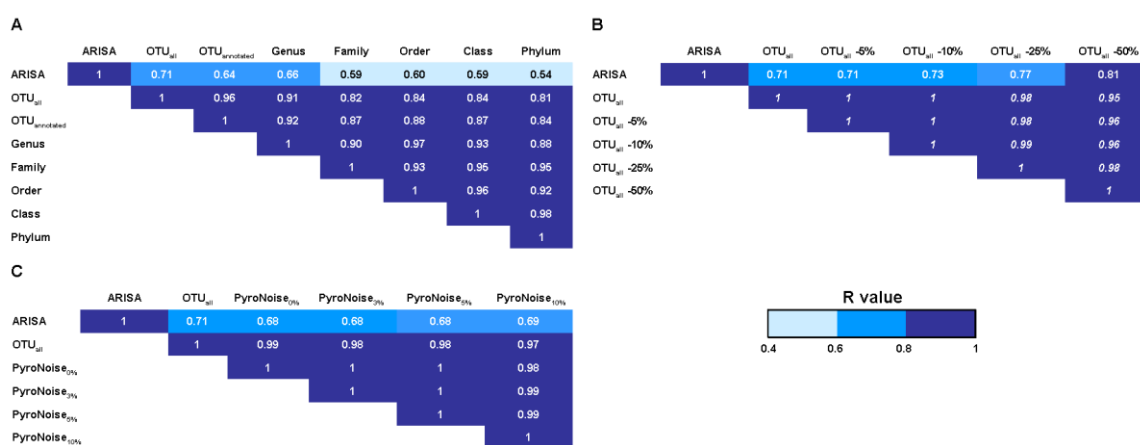 A
ARISA OTUall OTUannotated Genus Family Order Class Phylum
ARISA 1 0.71 0.64 0.66 0.59 0.60 0.59 0.54
OTUall 1 0.96 0.91 0.82 0.84 0.84 0.81
OTUannotated 1 0.92 0.87 0.88 0.87 0.84
Genus 1 0.90 0.97 0.93 0.88
Family 1 0.93 0.95 0.95
Order 1 0.96 0.92
Class 1 0.98
Phylum 1
B
ARISA OTUall OTUall -5% OTUall -10% OTUall -25% OTUall -50%
ARISA 1 0.71 0.71 0.73 0.77 0.81
OTUall 1 1 1 0.98 0.95
OTUall -5% 1 1 0.98 0.96
OTUall -10% 1 0.99 0.96
OTUall -25% 1 0.98
OTUall -50% 1
C
ARISA OTUall PyroNoise0% PyroNoise3% PyroNoise5% PyroNoise10%
ARISA 1 0.71 0.68 0.68 0.68 0.69
OTUall 1 0.99 0.98 0.98 0.97
PyroNoise0% 1 1 1 0.98
PyroNoise3% 1 1 0.99
PyroNoise5% 1 0.99
PyroNoise10% 1
R value
0.4 0.6 0.8 1